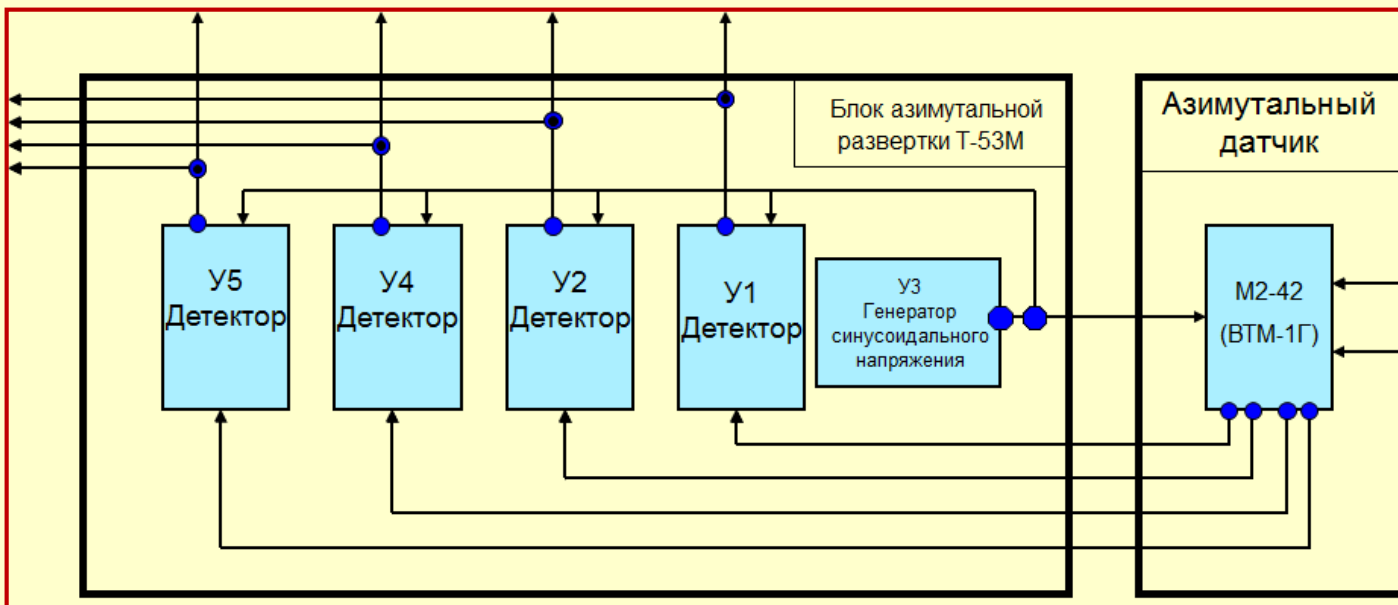 Блок азимутальной
развертки Т-53М
Азимутальный
датчик
У5
Детектор
У4
Детектор
У2
Детектор
У1
Детектор
У3
Генератор
синусоидального
напряжения
М2-42
(ВТМ-1Г)